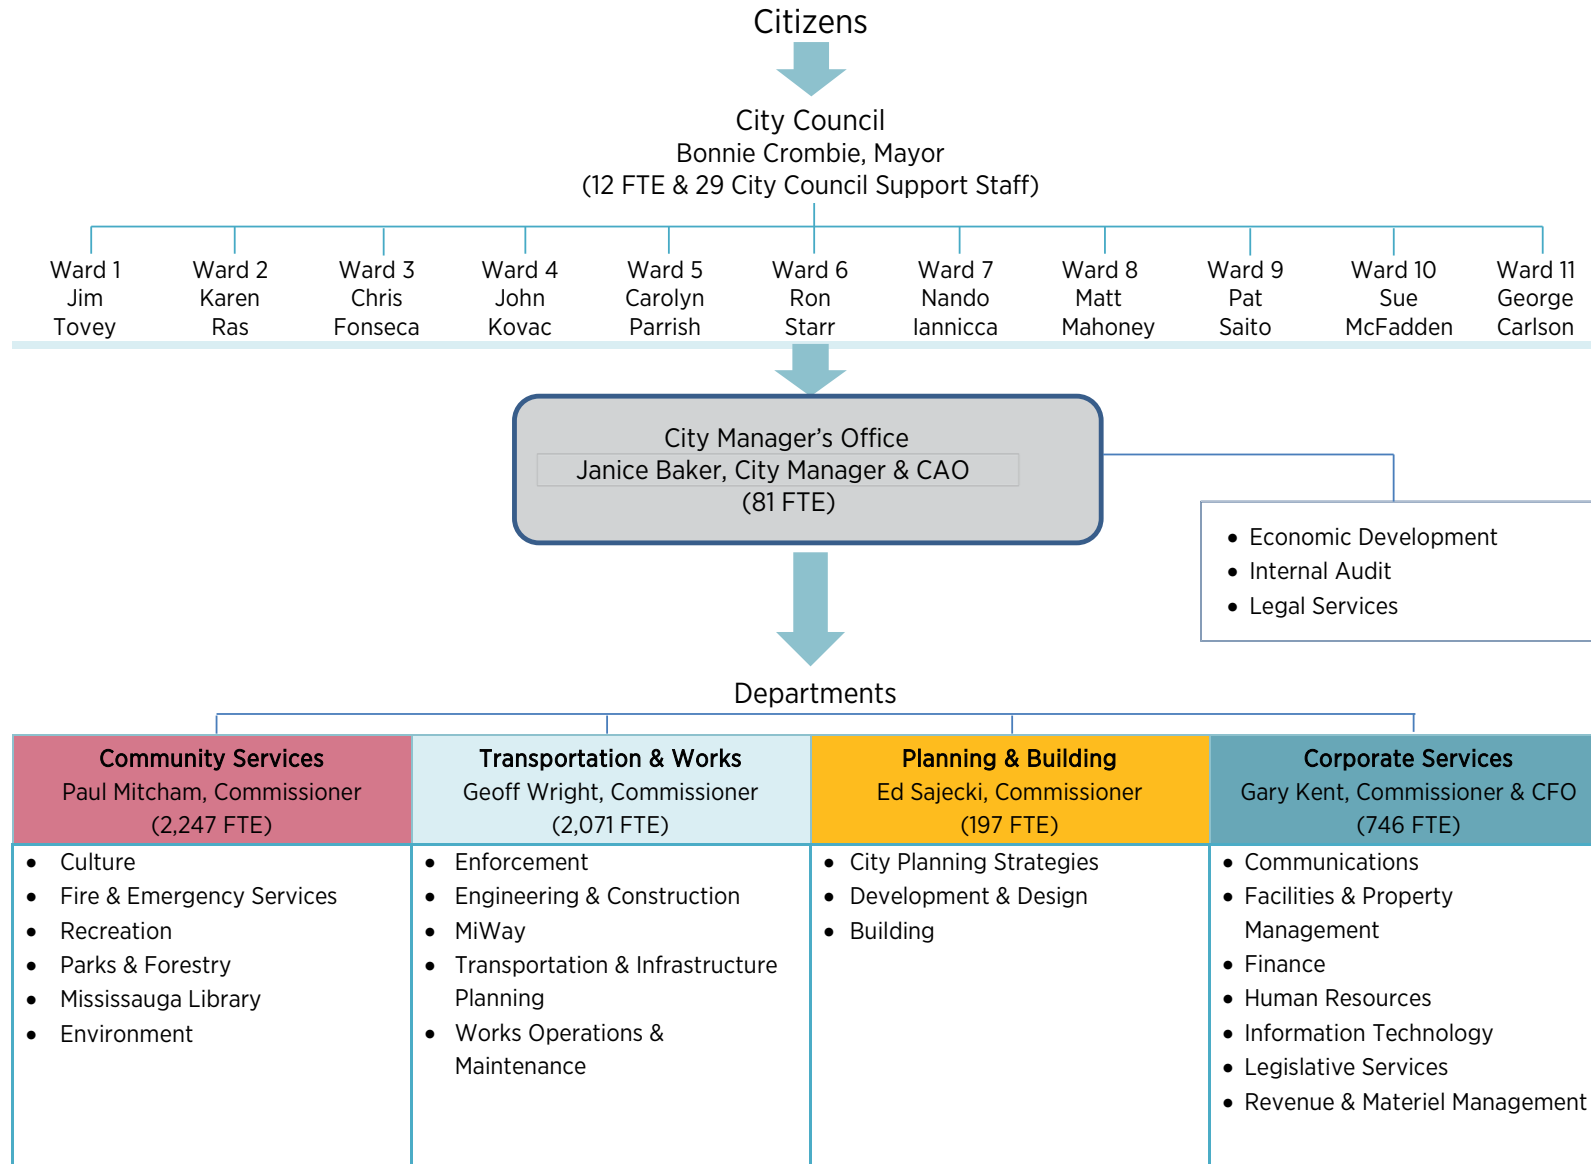 Citizens
City Council
Bonnie Crombie, Mayor
(12 FTE & 29 City Council Support Staff)
Ward 1
Jim
Tovey
Ward 2
Karen
Ras
Ward 3
Chris
Fonseca
Ward 4
John
Kovac
Ward 5
Carolyn
Parrish
Ward 6
Ron
Starr
Ward 7
Nando
Iannicca
Ward 8
Matt
Mahoney
Ward 9
Pat
Saito
Ward 10
Sue
McFadden
Ward 11
George
Carlson
City Manager's Office
Janice Baker, City Manager & CAO
(81 FTE)
• Economic Development
• Internal Audit
• Legal Services
Departments
Community Services
Paul Mitcham, Commissioner
(2,247 FTE)
• Culture
• Fire & Emergency Services
• Recreation
• Parks & Forestry
• Mississauga Library
• Environment
Transportation & Works
Geoff Wright, Commissioner
(2,071 FTE)
• Enforcement
• Engineering & Construction
• MiWay
• Transportation & Infrastructure
Planning
• Works Operations &
Maintenance
Planning & Building
Ed Sajecki, Commissioner
(197 FTE)
• City Planning Strategies
• Development & Design
• Building
Corporate Services
Gary Kent, Commissioner & CFO
(746 FTE)
• Communications
• Facilities & Property
Management
• Finance
• Human Resources
• Information Technology
• Legislative Services
• Revenue & Materiel Management